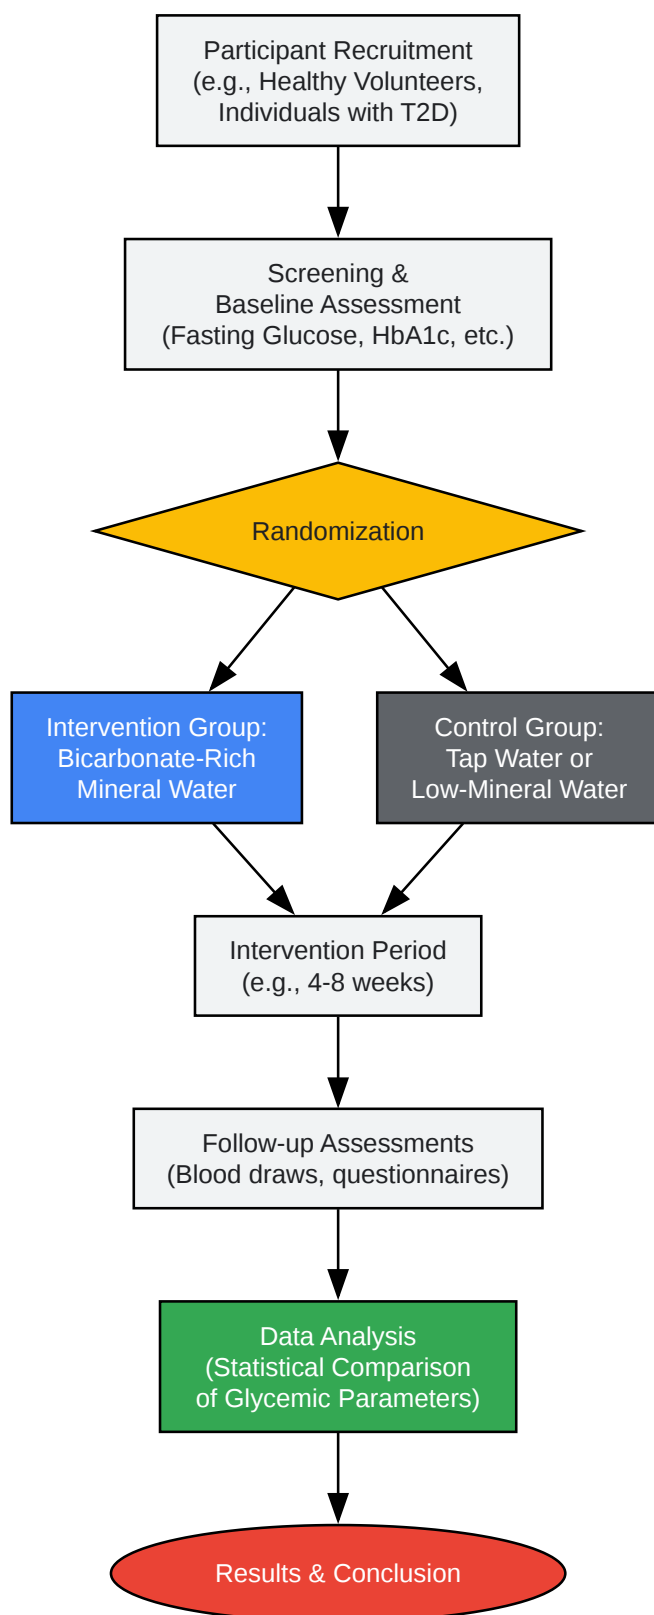 Participant Recruitment
(e.g., Healthy Volunteers,
Individuals with T2D)
Screening &
Baseline Assessment
(Fasting Glucose, HbA1c, etc.)
Randomization
Intervention Group:
Bicarbonate-Rich
Mineral Water
Control Group:
Tap Water or
Low-Mineral Water
Intervention Period
(e.g., 4-8 weeks)
Follow-up Assessments
(Blood draws, questionnaires)
Data Analysis
(Statistical Comparison
of Glycemic Parameters)
Results & Conclusion